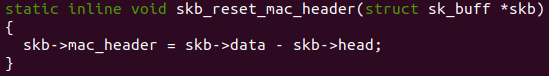 static inline void skb_reset_mac_header(struct sk_buff *skb)
{
  skb->mac_header = skb->data - skb->head;
}